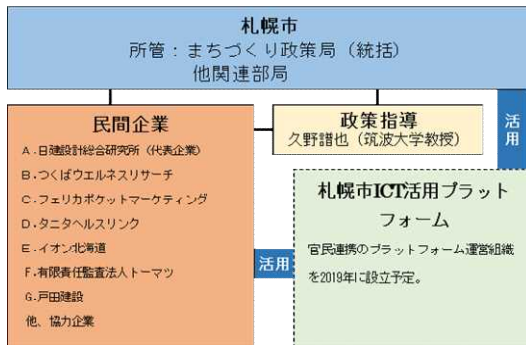 札幌市
所管：まちづくり政策局（統括）
他関連部局
民間企業
A．日建設計総合研究所（代表企業）
B．つくばウエルネスリサーチ
C．フェリカポケットマーケティング
D．タニタヘルスリンク
E．イオン北海道
F．有限責任監査法人トーマツ
G．戸田建設
他、協力企業
政策指導
久野譜也（筑波大学教授）
活用
札幌市ICT活用プラット
フォーム
官民連携のプラットフォーム運営組織
を2019年に設立予定。
活用